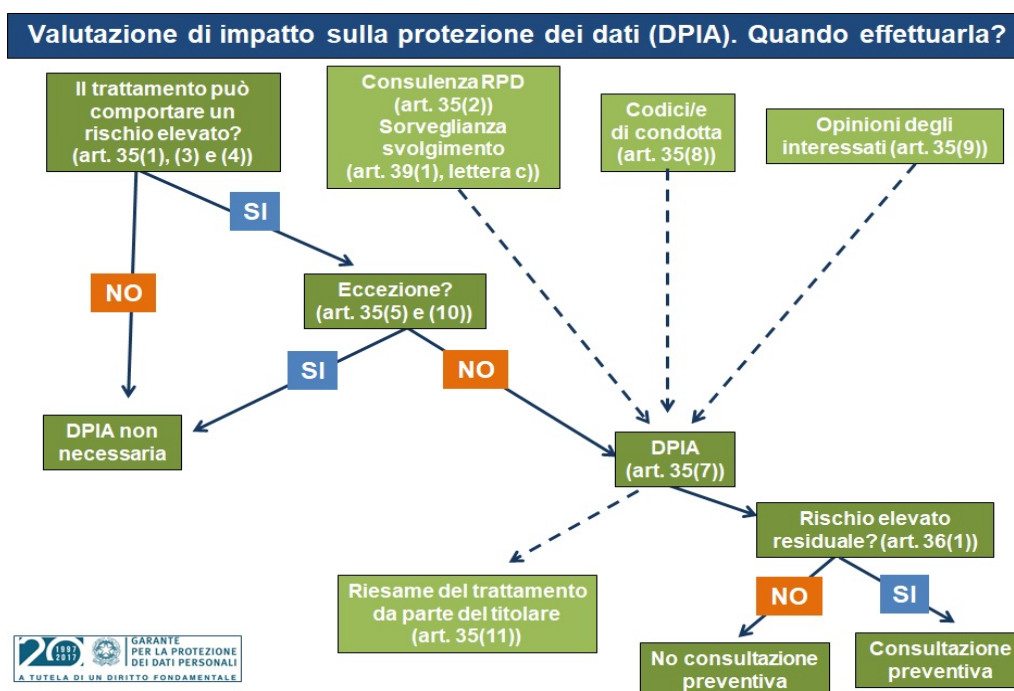 Valutazione di impatto sulla protezione dei dati (DPIA). Quando effettuarla?
Il trattamento può
comportare un
rischio elevato?
(art. 35(1), (3) e (4))
Consulenza RPD
(art. 35(2))
Sorveglianza
svolgimento
(art. 39(1), lettera c))
Codici/e
di condotta
(art. 35(8))
Opinioni degli
interessati (art. 35(9))
SI
NO
Eccezione?
(art. 35(5) e (10))
SI
NO
DPIA non
necessaria
DPIA
(art. 35(7))
Rischio elevato
residuale? (art. 36(1))
Riesame del trattamento
da parte del titolare
(art. 35(11))
NO
SI
No consultazione
preventiva
Consultazione
preventiva
20 1997
2017
GARANTE
PER LA PROTEZIONE
DEI DATI PERSONALI
A TUTELA DI UN DIRITTO FONDAMENTALE